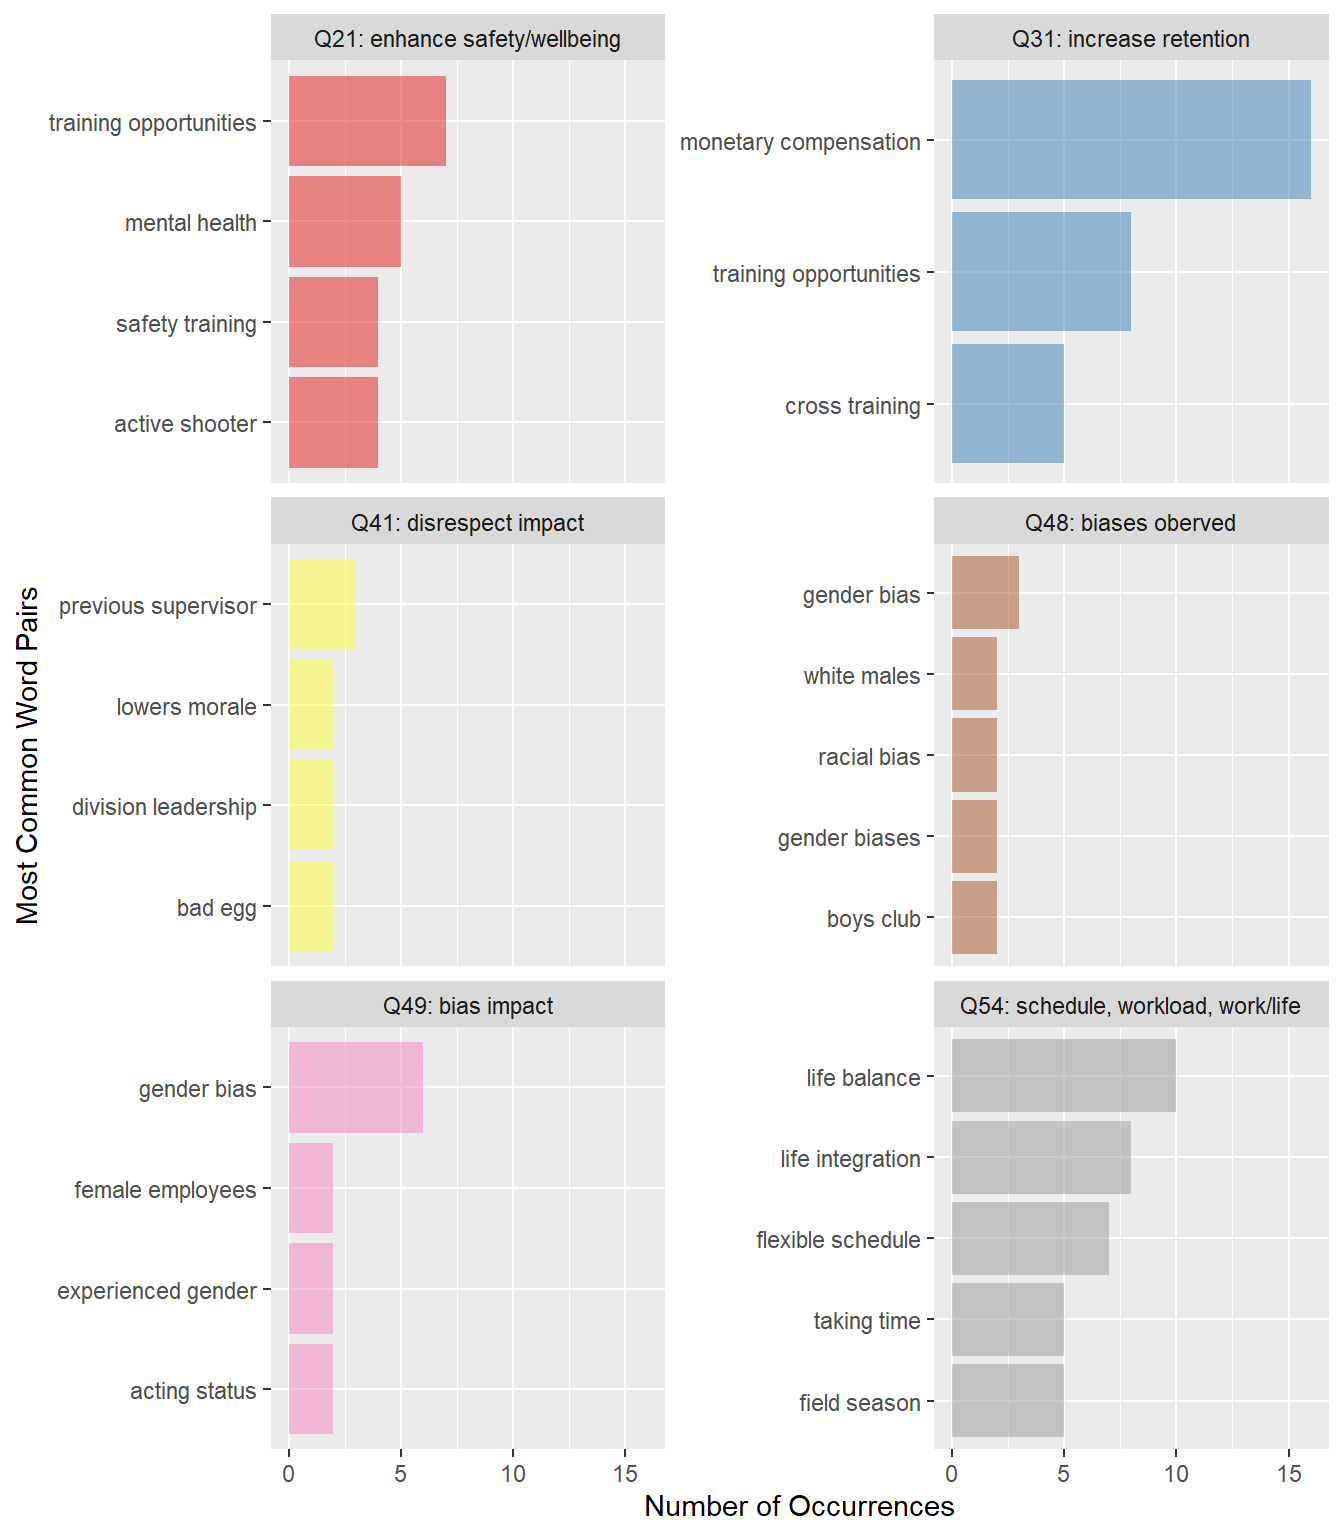 Q21: enhance safety/wellbeing
training opportunities
mental health
safety training
active shooter
Q31: increase retention
monetary compensation
training opportunities
cross training
Most Common Word Pairs
Q41: disrespect impact
previous supervisor
lowers morale
division leadership
bad egg
Q48: biases oberved
gender bias
white males
racial bias
gender biases
boys club
Q49: bias impact
gender bias
female employees
experienced gender
acting status
0 5 10 15
Q54: schedule, workload, work/life
life balance
life integration
flexible schedule
taking time
field season
0 5 10 15
Number of Occurrences